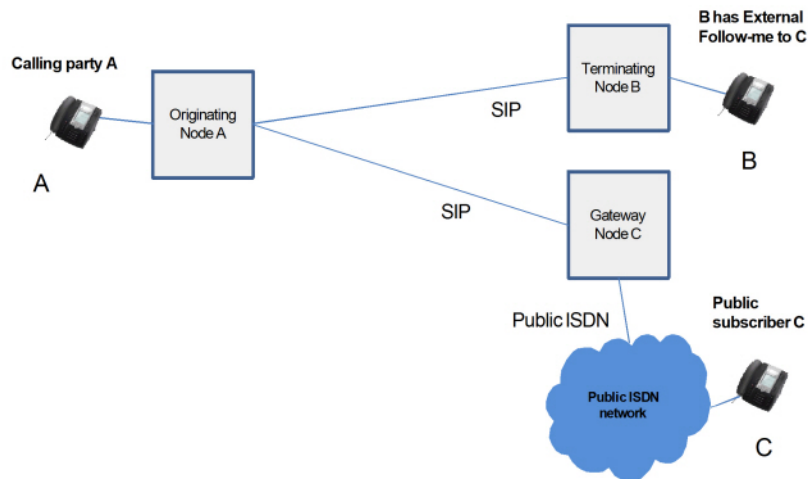 B has External
Follow-me to C
Calling party A
Originating
Node A
Terminating
Node B
SIP
A
B
SIP
Gateway
Node C
Public ISDN
Public
subscriber C
Public ISDN
network
C